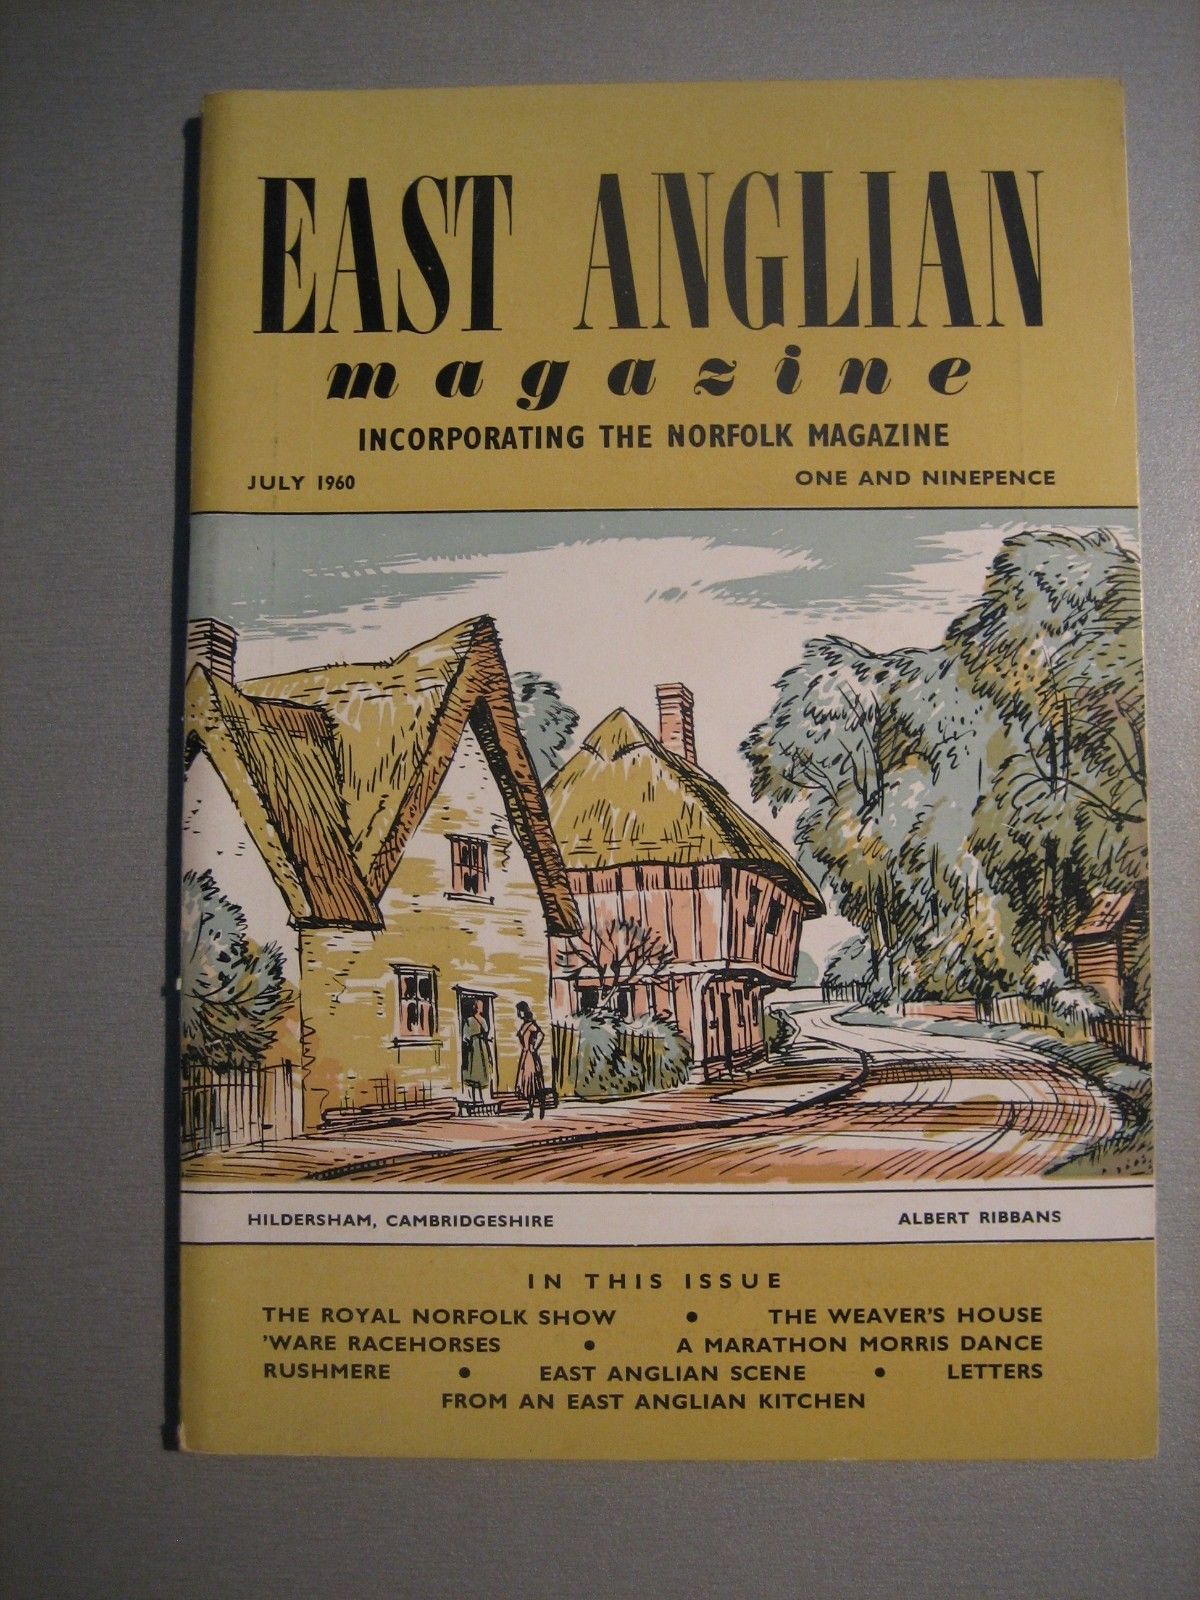 EAST ANGLIAN
magazine
INCORPORATING THE NORFOLK MAGAZINE
JULY 1960 ONE AND NINEPENCE
HILDERSHAM, CAMBRIDGESHIRE ALBERT RIBBANS
IN THIS ISSUE
THE ROYAL NORFOLK SHOW • THE WEAVER'S HOUSE
'WARE RACEHORSES • A MARATHON MORRIS DANCE
RUSHMERE • EAST ANGLIAN SCENE • LETTERS
FROM AN EAST ANGLIAN KITCHEN